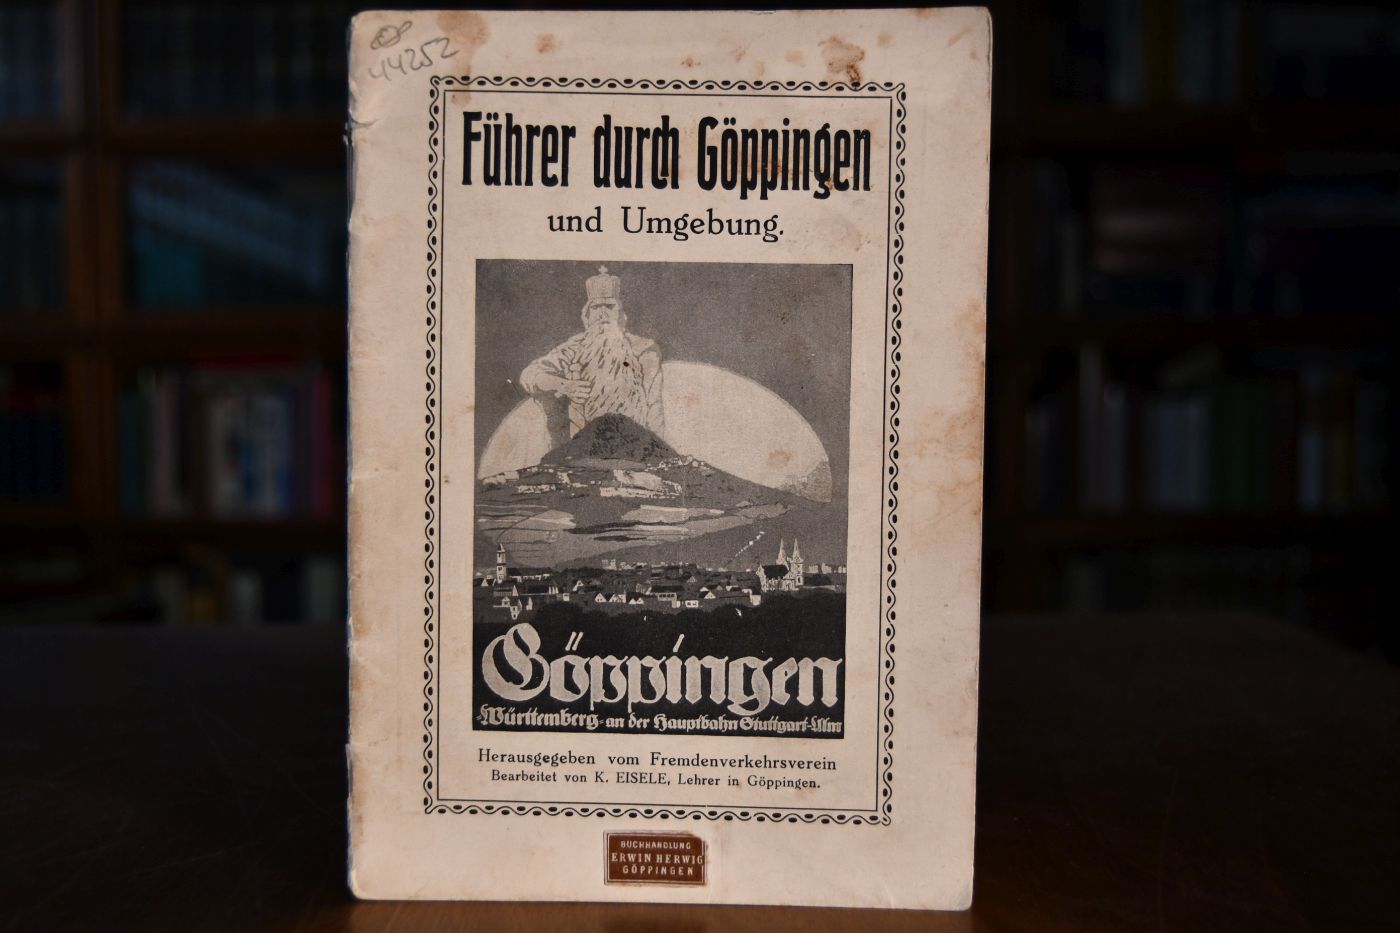 44252
Führer durch Göppingen
und Umgebung.
Göppingen
Württemberg - an der Hauptbahn Stuttgart-Ulm
Herausgegeben vom Fremdenverkehrsverein
Bearbeitet von K. EISELE, Lehrer in Göppingen.
BUCHHANDLUNG
ERWIN HERWIG
GÖPPINGEN